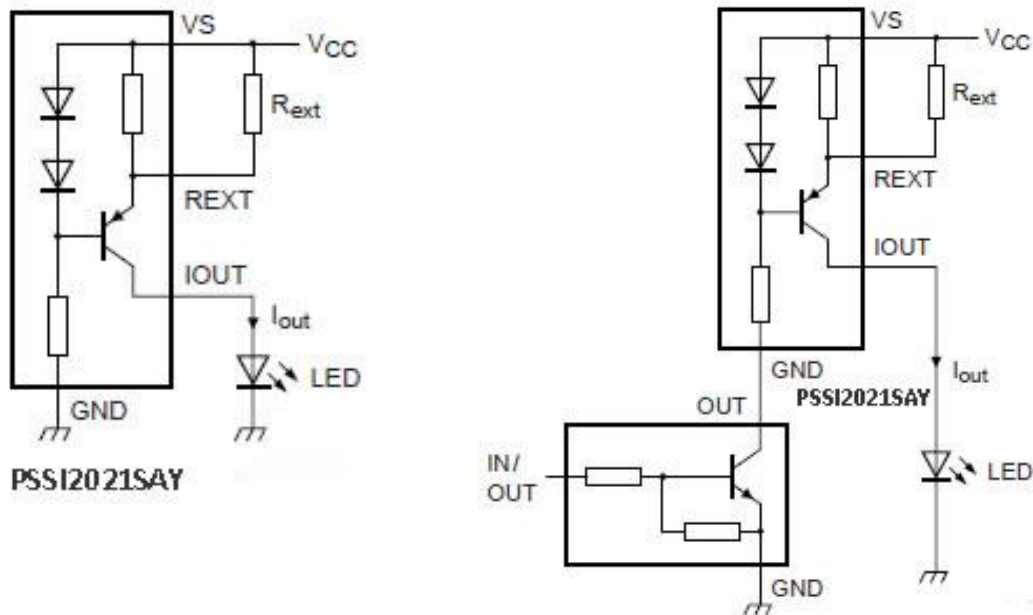 VS
VCC
Rext
REXT
IOUT
Iout
LED
GND
PSSI2021SAY
VS
VCC
Rext
REXT
IOUT
GND
Iout
PSSI2021SAY
OUT
IN/
OUT
LED
GND